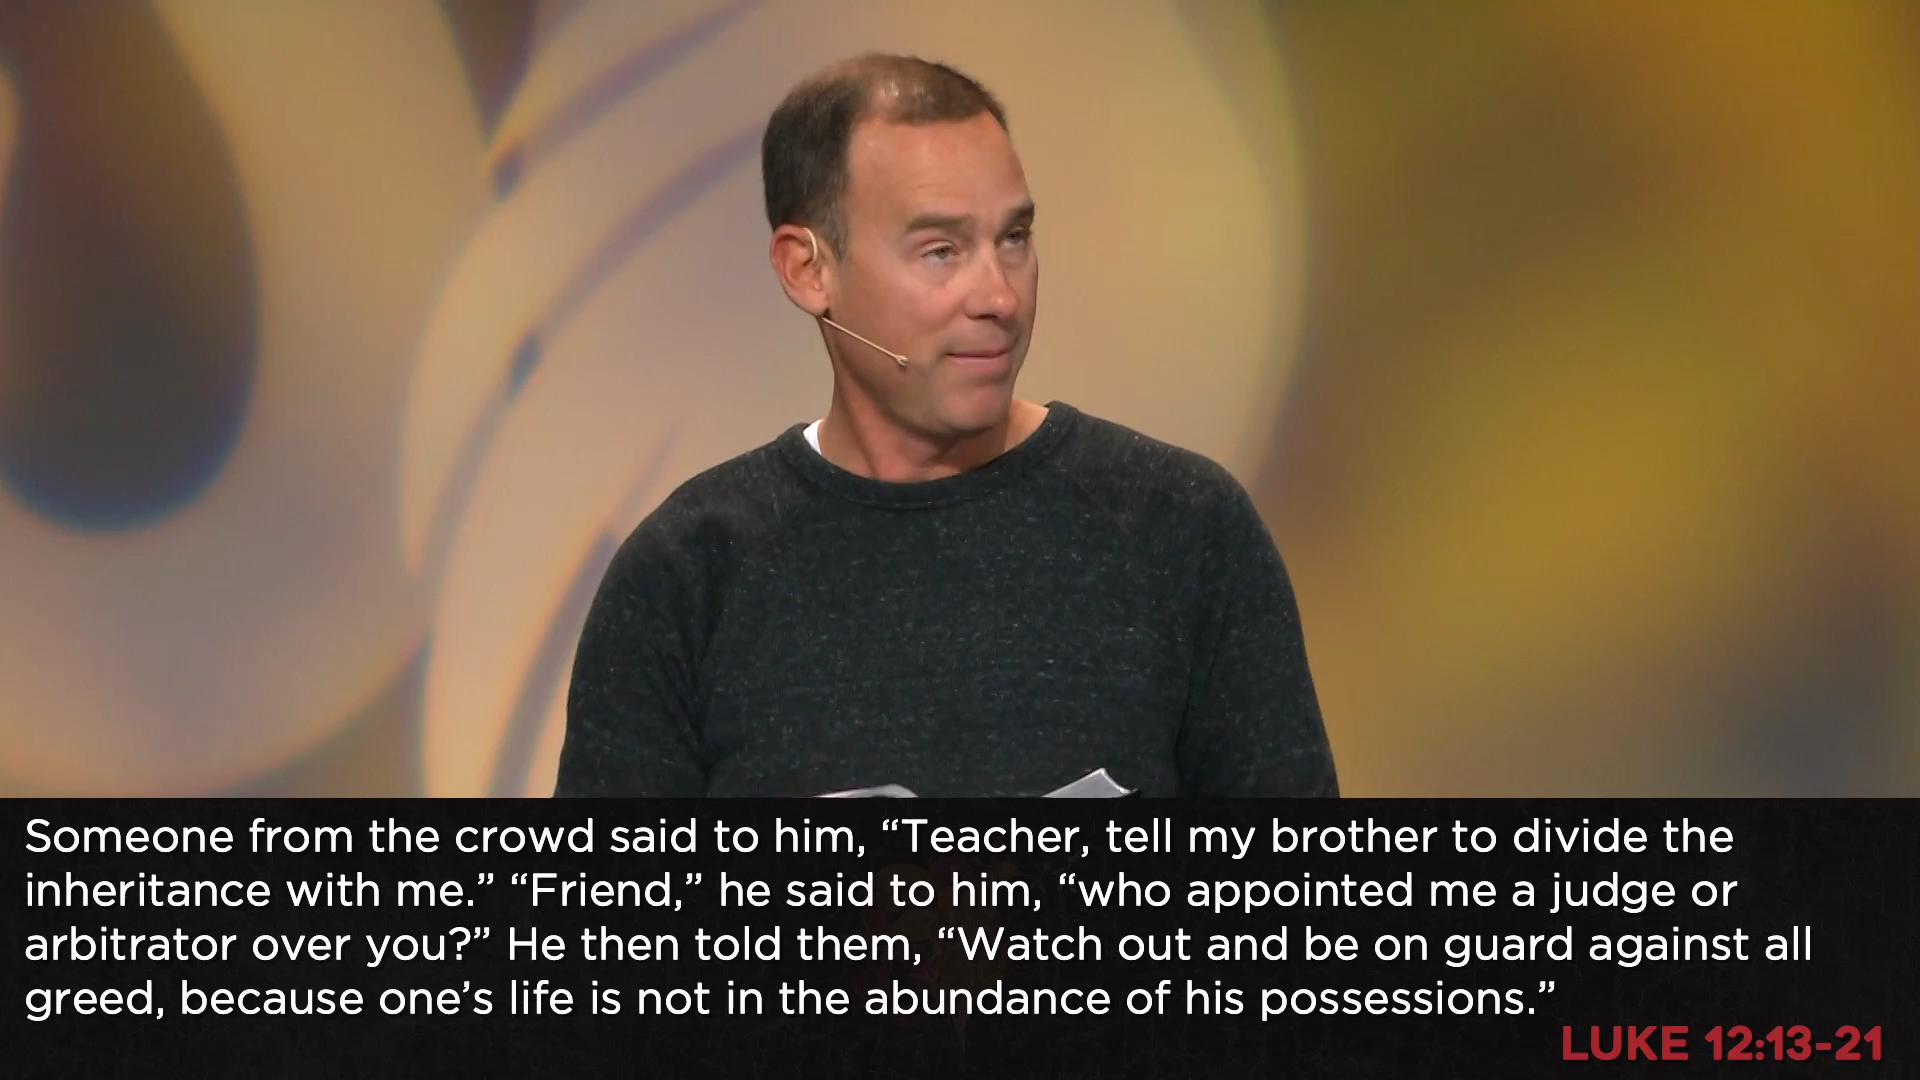 Someone from the crowd said to him, “Teacher, tell my brother to divide the
inheritance with me.” “Friend,” he said to him, “who appointed me a judge or
arbitrator over you?” He then told them, “Watch out and be on guard against all
greed, because one’s life is not in the abundance of his possessions.”
LUKE 12:13-21